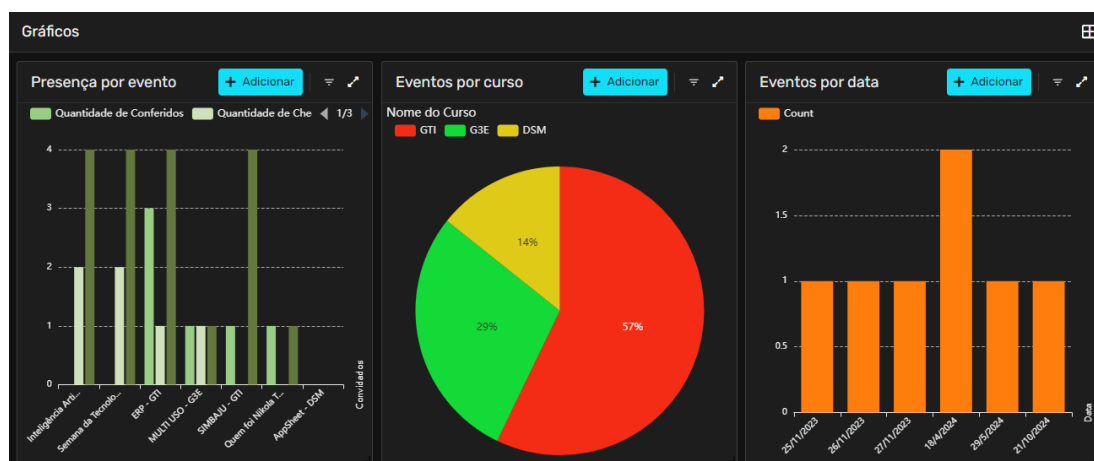 Gráficos
Presença por evento
+ Adicionar
Quantidade de Conferidos
Quantidade de Che
1/3
4
3
2
1
0
Inteligência Arti...
Semana da Tecnolo...
ERP - GTI
MULTI USO - G3E
SIMBAJU - GTI
Quem foi Nikola T...
AppSheet - DSM
Convidados
Eventos por curso
+ Adicionar
Nome do Curso
GTI
G3E
DSM
14%
29%
57%
Eventos por data
+ Adicionar
Count
2
1.5
1
0.5
0
25/11/2023
26/11/2023
27/11/2023
18/4/2024
29/5/2024
21/10/2024
Data